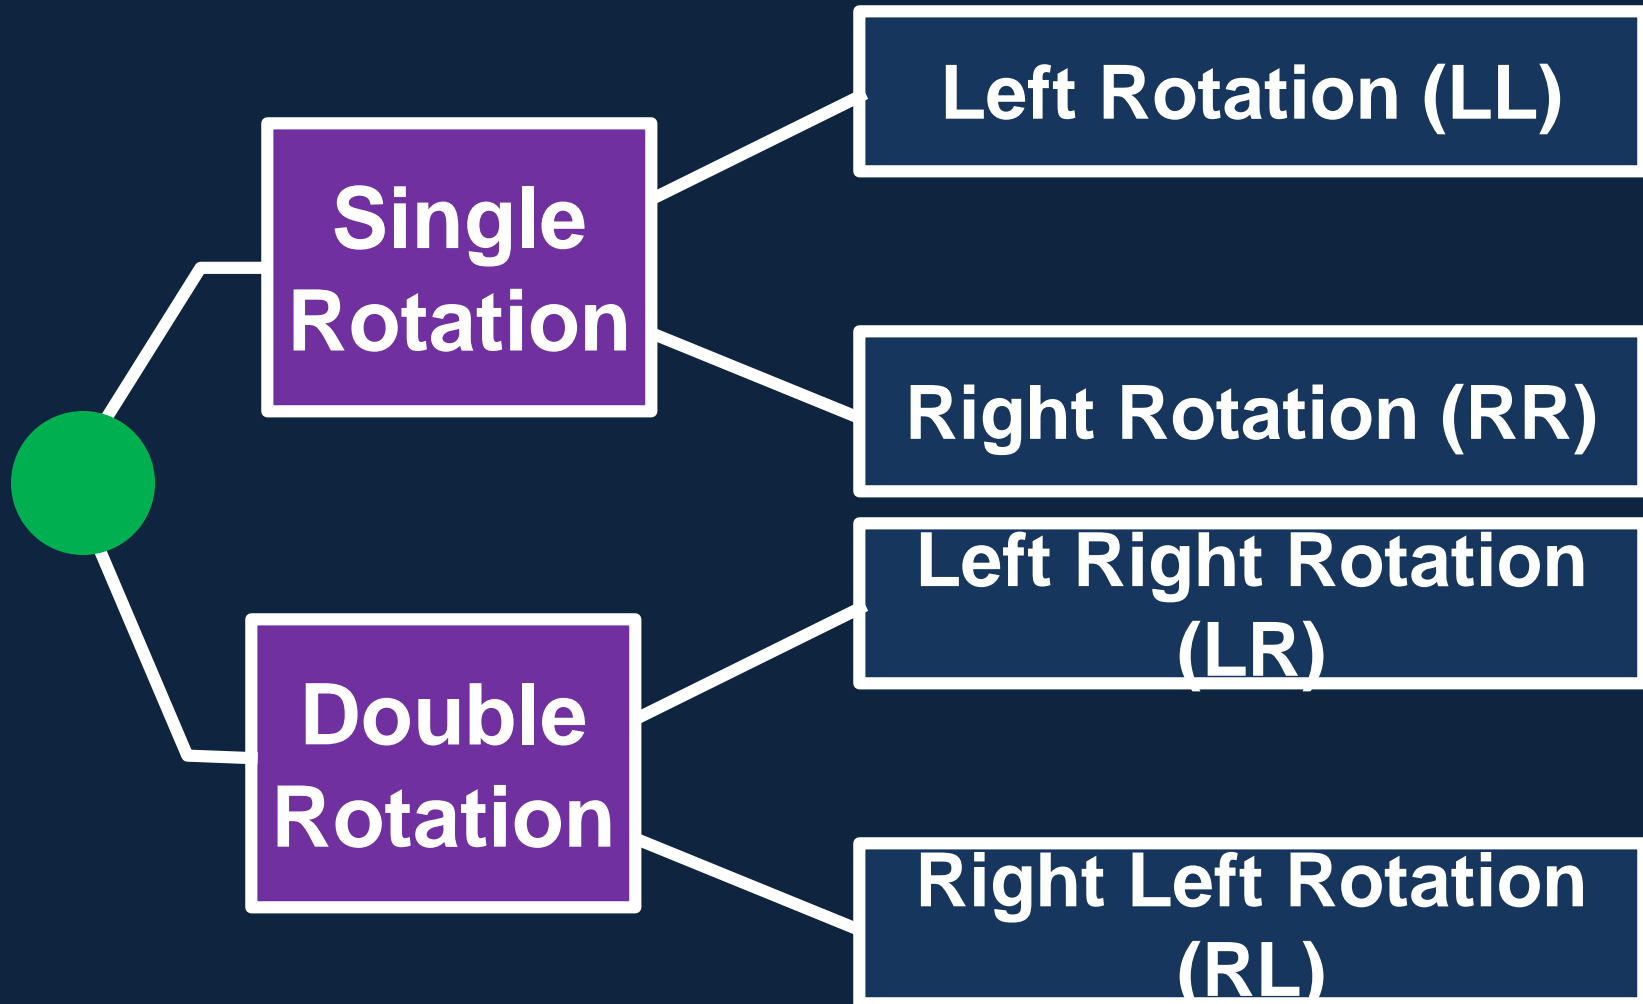 Left Rotation (LL)
Single
Rotation
Right Rotation (RR)
Left Right Rotation
(LR)
Double
Rotation
Right Left Rotation
(RL)